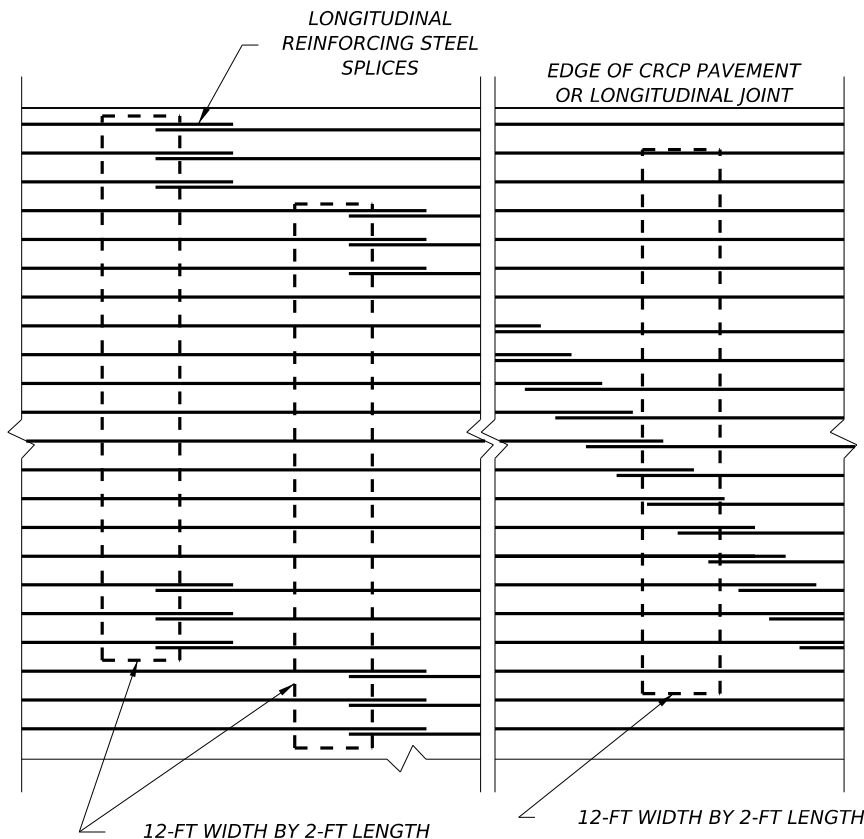 LONGITUDINAL
REINFORCING STEEL
SPLICES
EDGE OF CRCP PAVEMENT
OR LONGITUDINAL JOINT
12-FT WIDTH BY 2-FT LENGTH
12-FT WIDTH BY 2-FT LENGTH